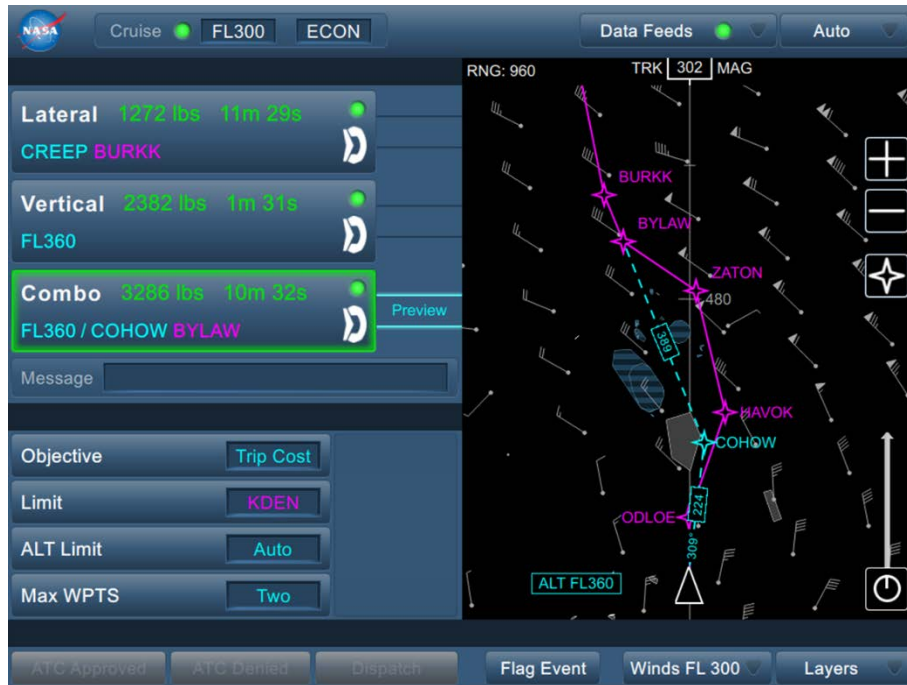 NASA
Cruise FL300 ECON
Data Feeds
Auto
RNG: 960
TRK 302 MAG
Lateral 1272 lbs 11m 29s
CREEP BURKK
Vertical 2382 lbs 1m 31s
FL360
Combo 3286 lbs 10m 32s
FL360 / COHOW BYLAW
Preview
Message
Objective Trip Cost
Limit KDEN
ALT Limit Auto
Max WPTS Two
BURKK
BYLAW
ZATON
480
389
HAVOK
COHOW
224
ODLOE
309°
ALT FL360
ATC Approved
ATC Denied
Dispatch
Flag Event
Winds FL 300
Layers